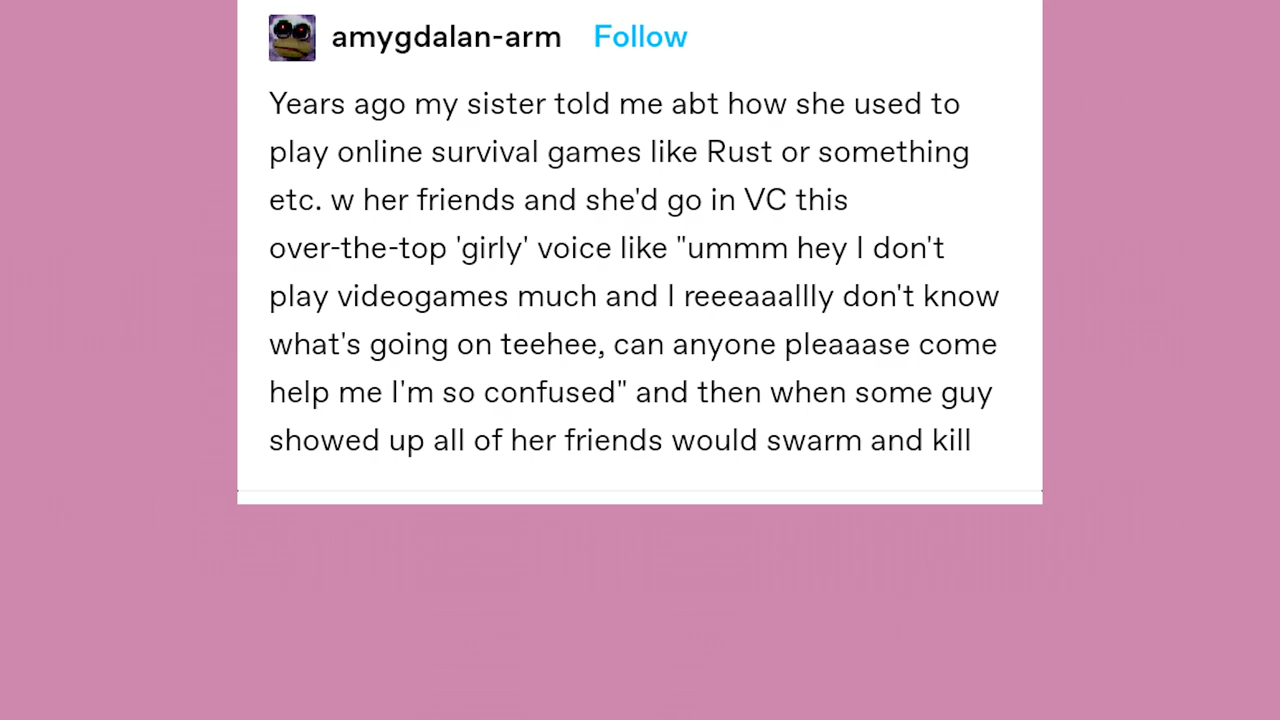 amygdalan-arm Follow
Years ago my sister told me abt how she used to
play online survival games like Rust or something
etc. w her friends and she'd go in VC this
over-the-top 'girly' voice like "ummm hey I don't
play videogames much and I reeeaaallly don't know
what's going on teehee, can anyone pleaaase come
help me I'm so confused" and then when some guy
showed up all of her friends would swarm and kill